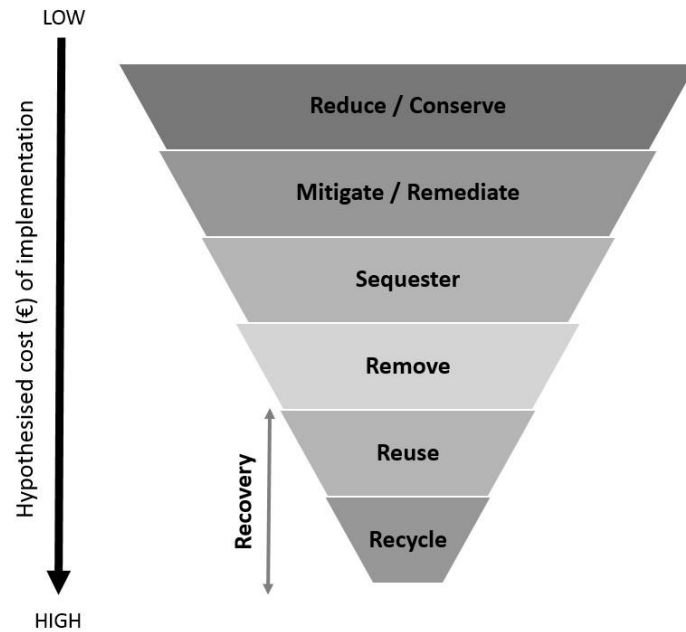 LOW
Hypothesised cost (€) of implementation
HIGH
Reduce / Conserve
Mitigate / Remediate
Sequester
Remove
Recovery
Reuse
Recycle